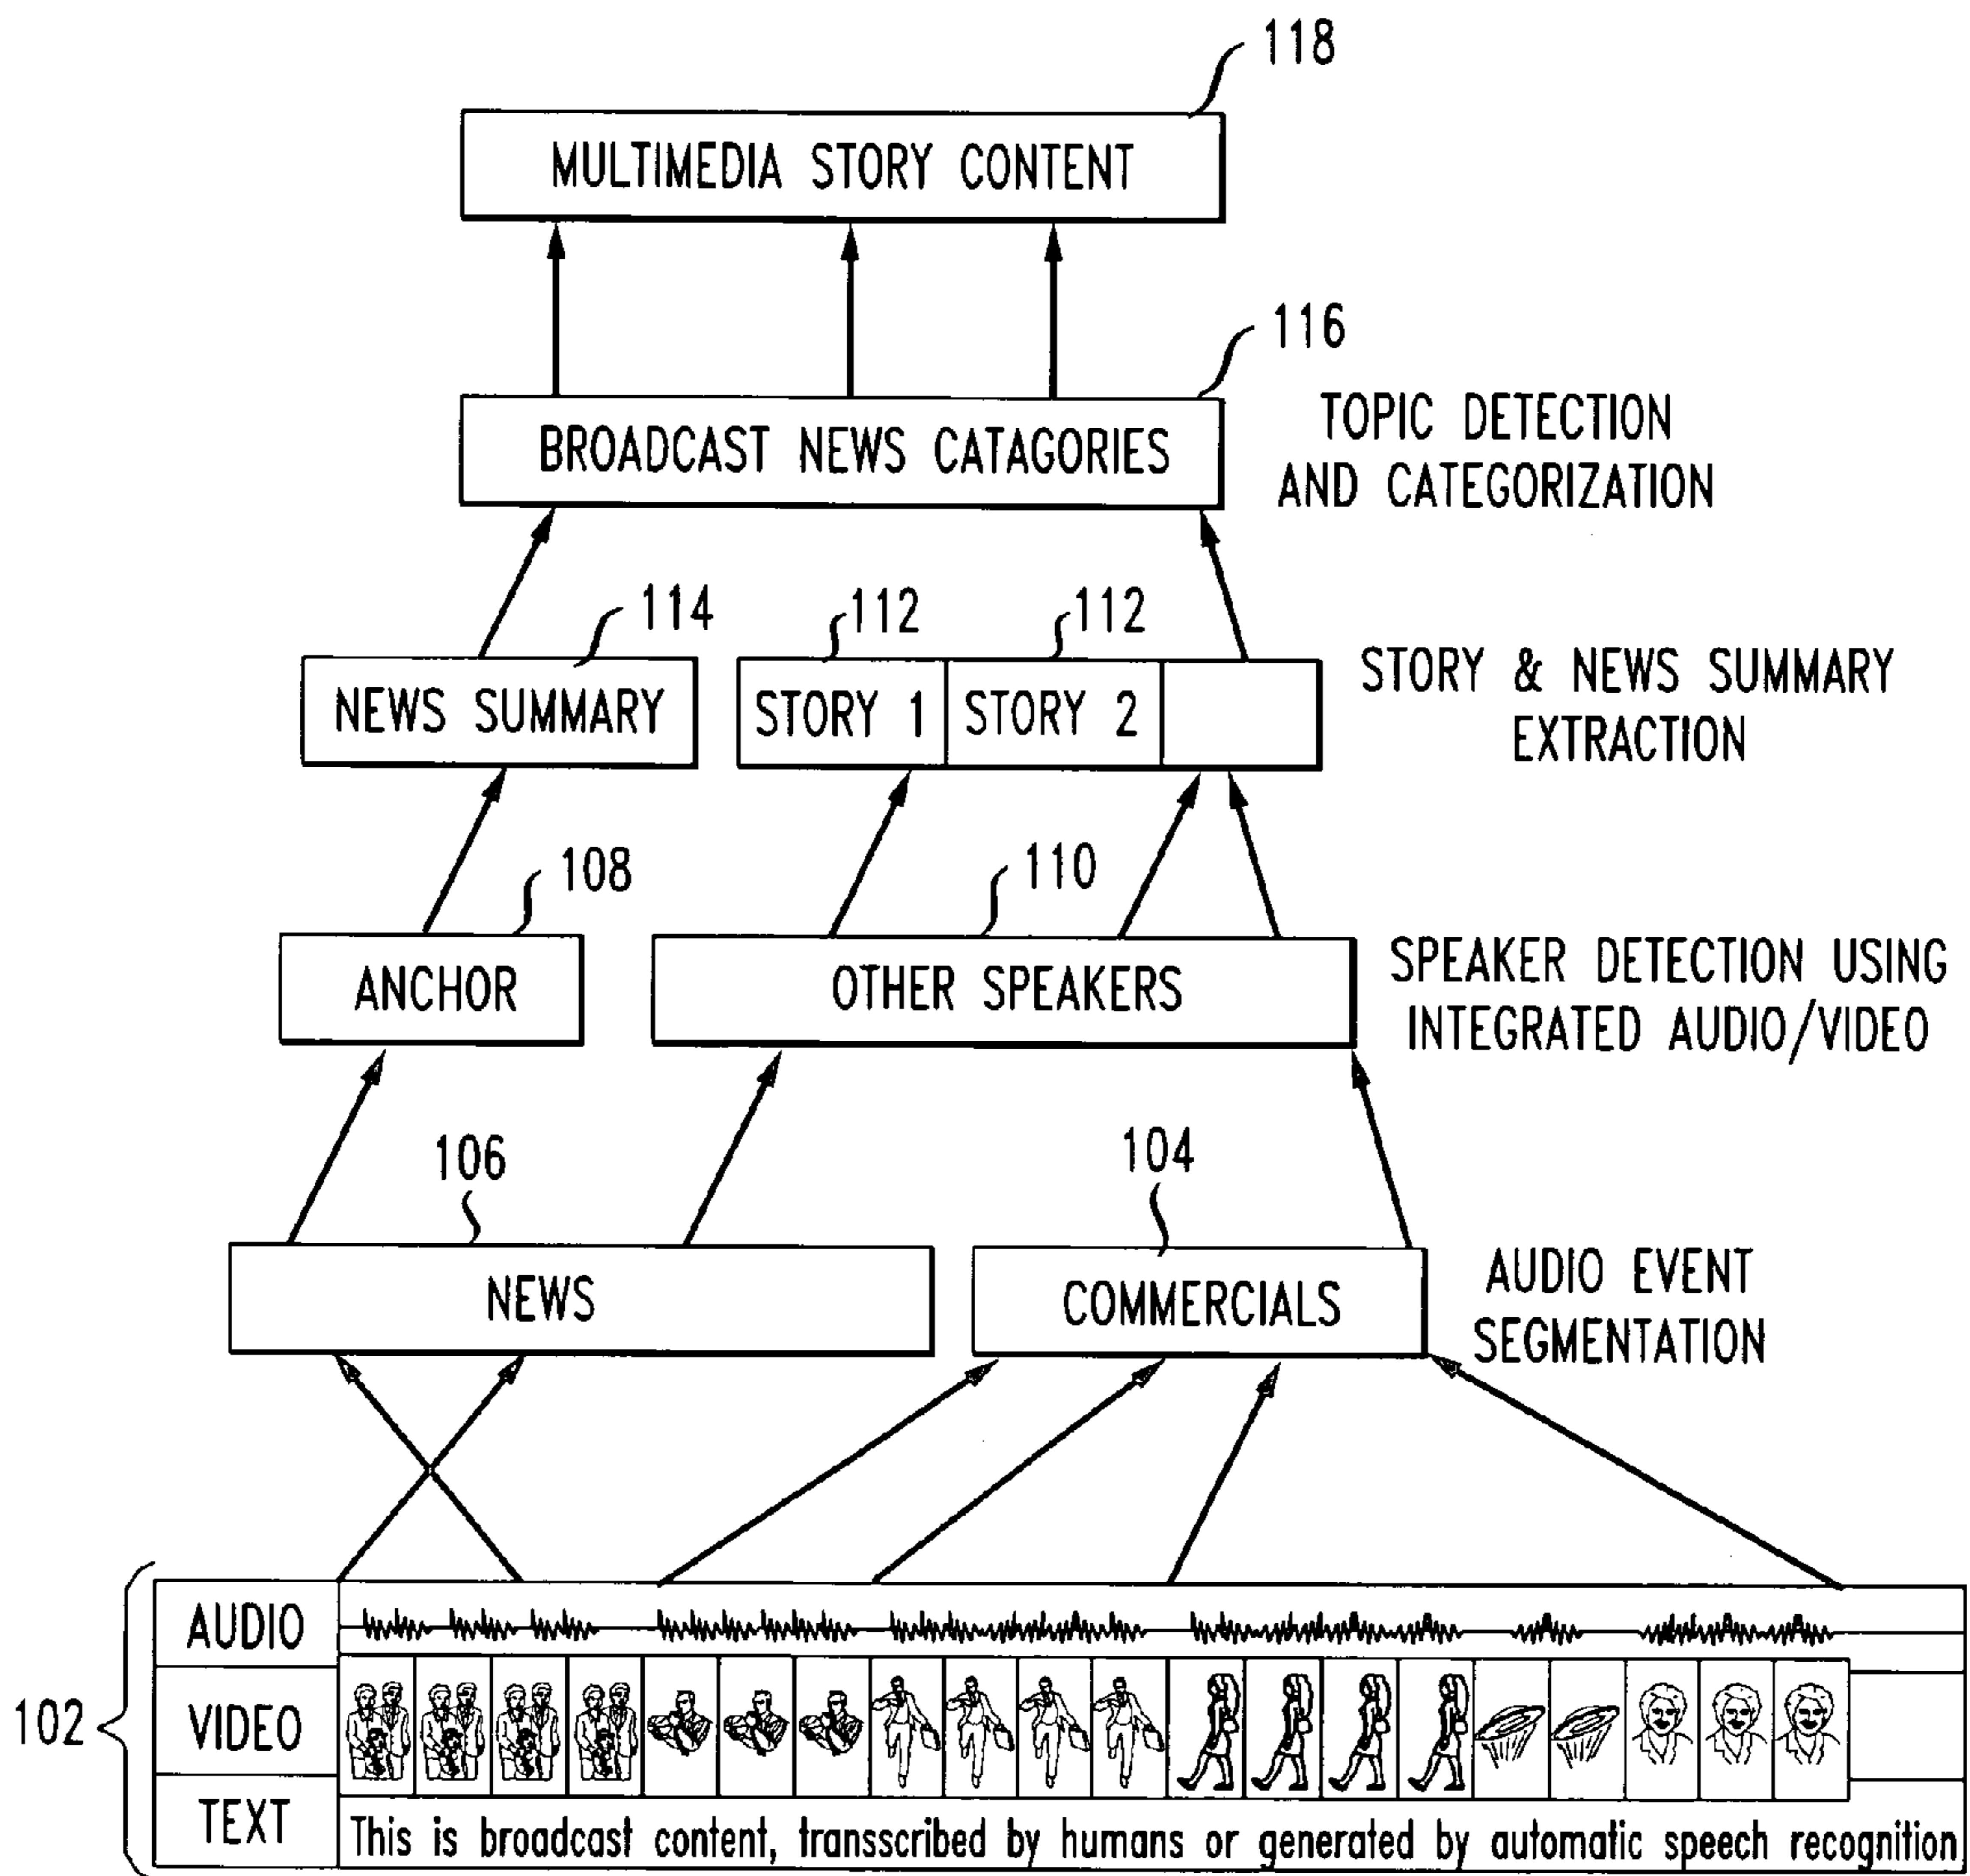 118
MULTIMEDIA STORY CONTENT
116
BROADCAST NEWS CATAGORIES
TOPIC DETECTION
AND CATEGORIZATION
114
112
112
NEWS SUMMARY
STORY 1
STORY 2
STORY & NEWS SUMMARY
EXTRACTION
108
110
ANCHOR
OTHER SPEAKERS
SPEAKER DETECTION USING
INTEGRATED AUDIO/VIDEO
106
104
NEWS
COMMERCIALS
AUDIO EVENT
SEGMENTATION
102
AUDIO
VIDEO
TEXT
This is broadcast content, transscribed by humans or generated by automatic speech recognition